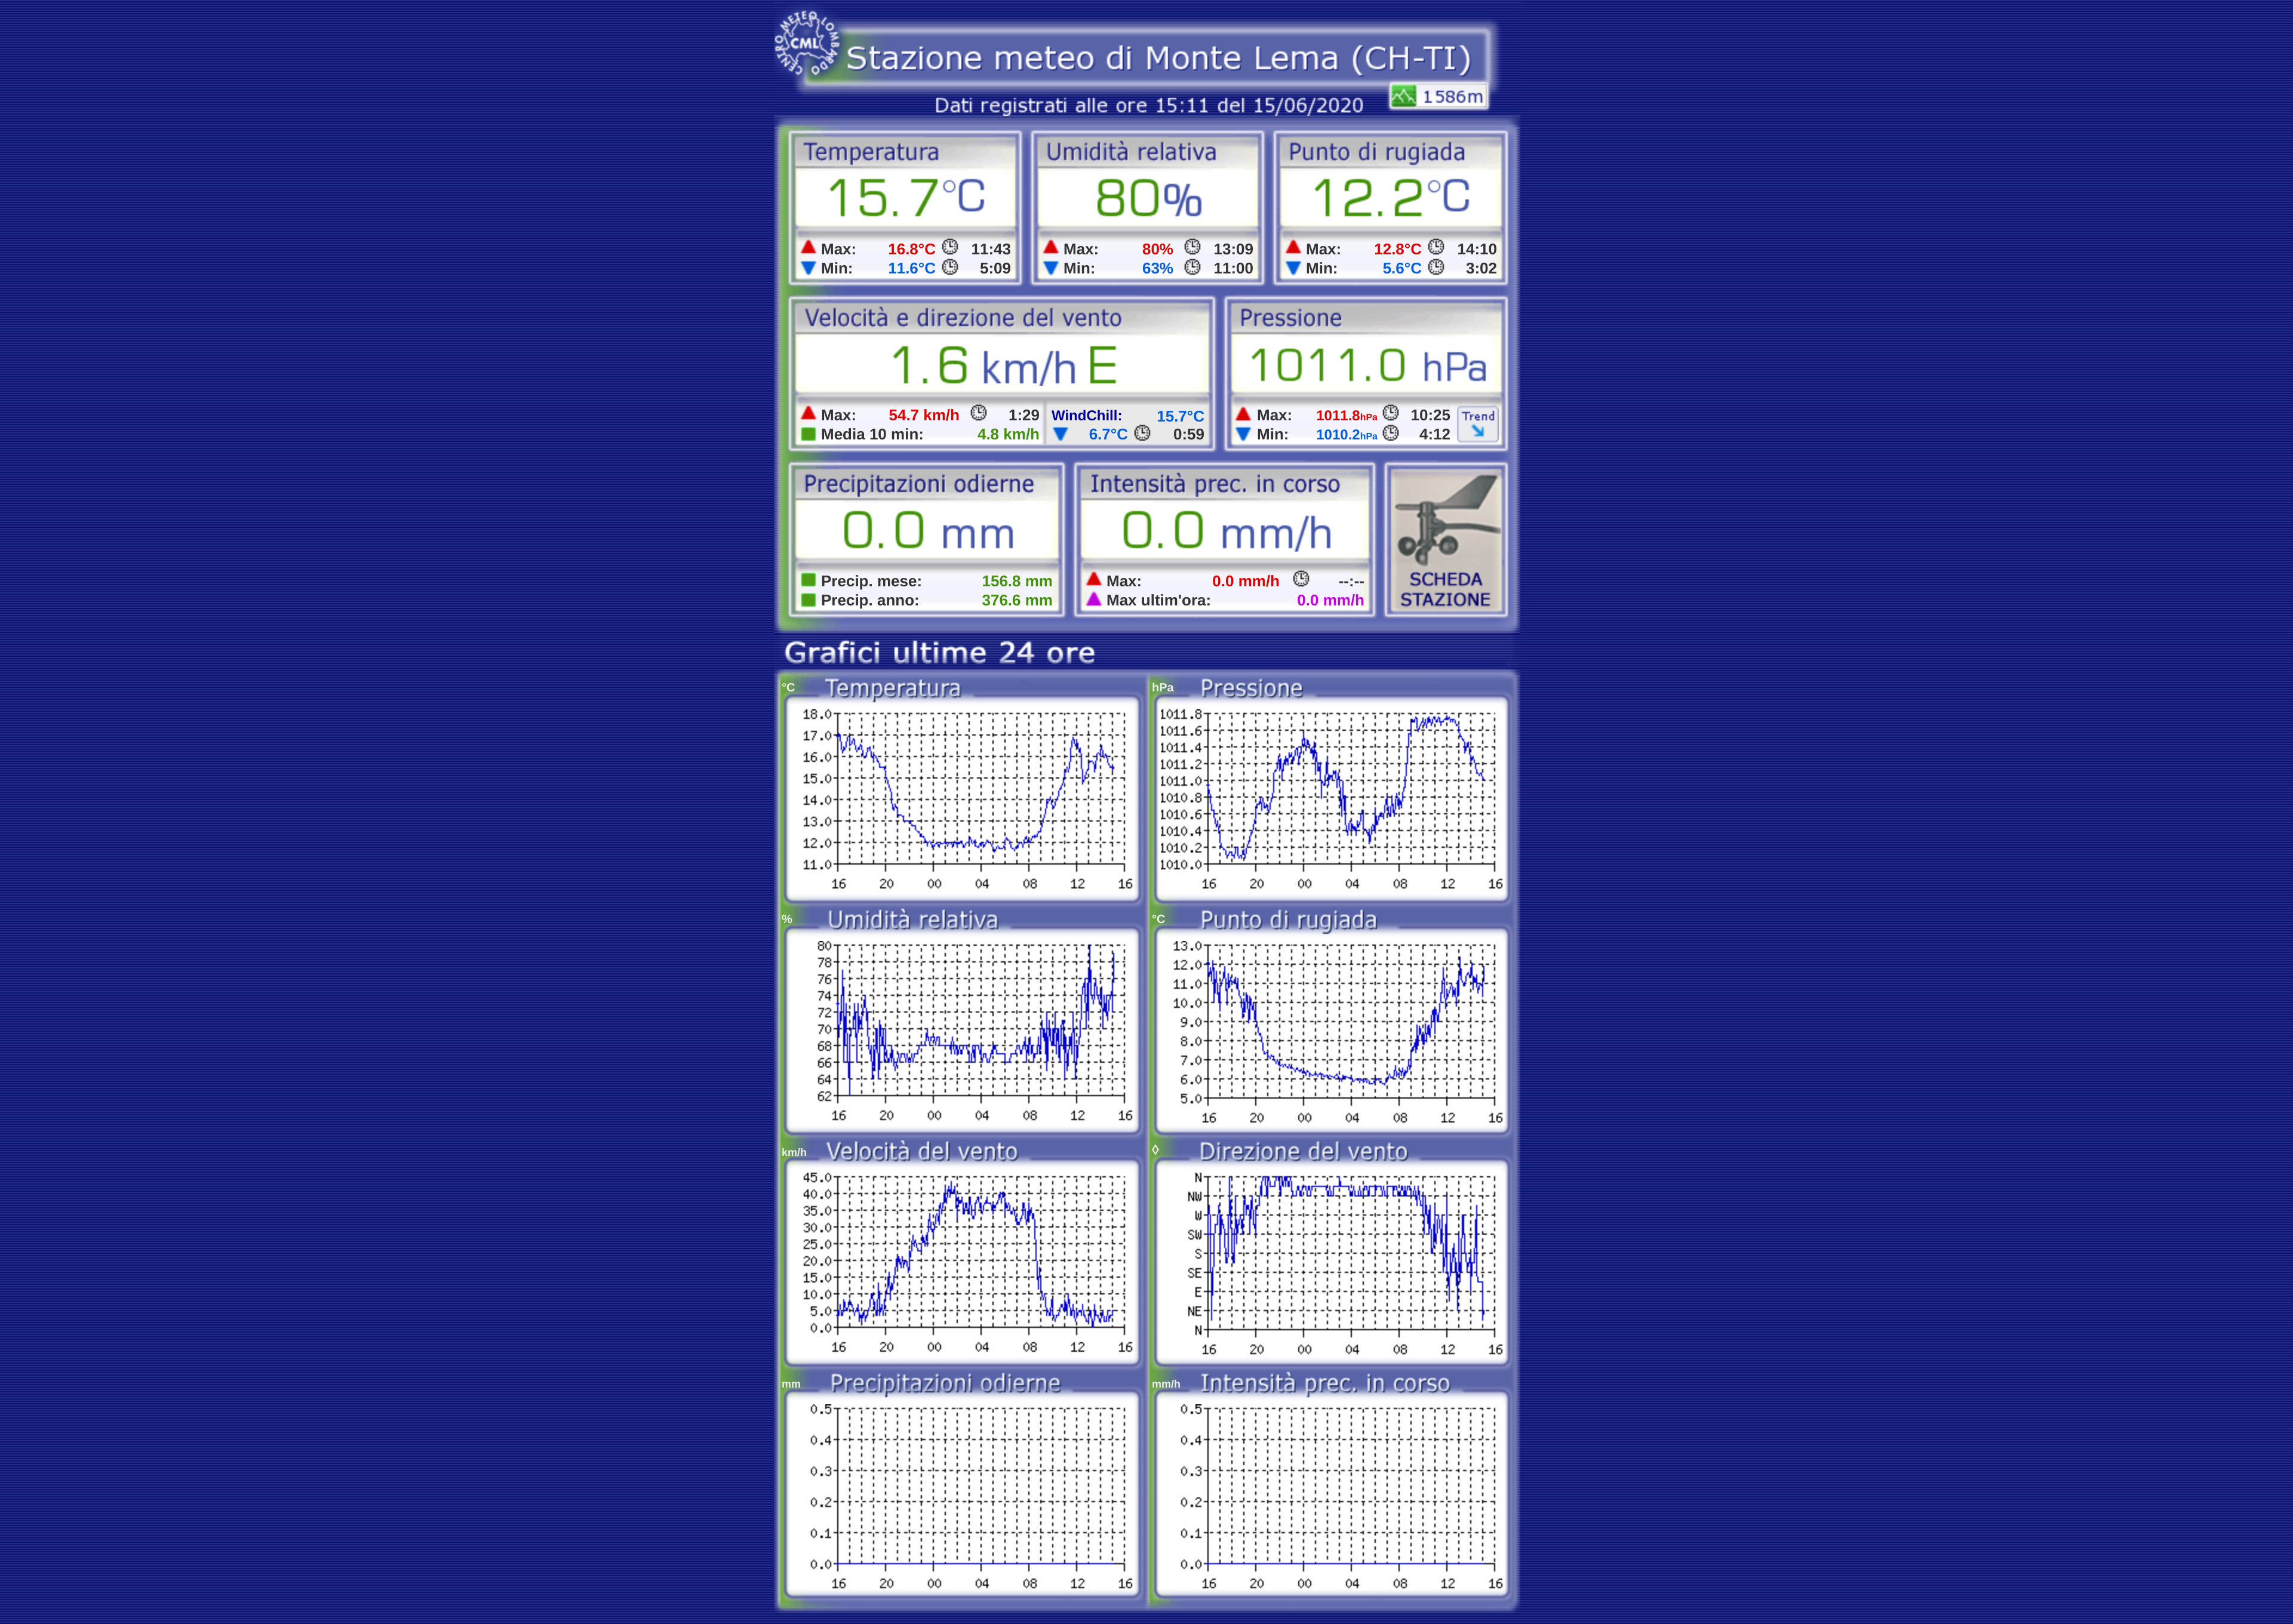 CENTRO METEO LOMBARDO
CML
Stazione meteo di Monte Lema (CH-TI)
Dati registrati alle ore 15:11 del 15/06/2020
1586m
Temperatura
15.7°C
Max: 16.8°C 11:43
Min: 11.6°C 5:09
Umidità relativa
80%
Max: 80% 13:09
Min: 63% 11:00
Punto di rugiada
12.2°C
Max: 12.8°C 14:10
Min: 5.6°C 3:02
Velocità e direzione del vento
1.6 km/h E
Max: 54.7 km/h 1:29
Media 10 min: 4.8 km/h
WindChill: 15.7°C
6.7°C 0:59
Pressione
1011.0 hPa
Max: 1011.8hPa 10:25
Min: 1010.2hPa 4:12
Trend
Precipitazioni odierne
0.0 mm
Precip. mese: 156.8 mm
Precip. anno: 376.6 mm
Intensità prec. in corso
0.0 mm/h
Max: 0.0 mm/h --:--
Max ultim'ora: 0.0 mm/h
SCHEDA
STAZIONE
Grafici ultime 24 ore
°C Temperatura
18.0
17.0
16.0
15.0
14.0
13.0
12.0
11.0
16 20 00 04 08 12 16
hPa Pressione
1011.8
1011.6
1011.4
1011.2
1011.0
1010.8
1010.6
1010.4
1010.2
1010.0
16 20 00 04 08 12 16
% Umidità relativa
80
78
76
74
72
70
68
66
64
62
16 20 00 04 08 12 16
°C Punto di rugiada
13.0
12.0
11.0
10.0
9.0
8.0
7.0
6.0
5.0
16 20 00 04 08 12 16
km/h Velocità del vento
45.0
40.0
35.0
30.0
25.0
20.0
15.0
10.0
5.0
0.0
16 20 00 04 08 12 16
◊ Direzione del vento
N
NW
W
SW
S
SE
E
NE
N
16 20 00 04 08 12 16
mm Precipitazioni odierne
0.5
0.4
0.3
0.2
0.1
0.0
16 20 00 04 08 12 16
mm/h Intensità prec. in corso
0.5
0.4
0.3
0.2
0.1
0.0
16 20 00 04 08 12 16